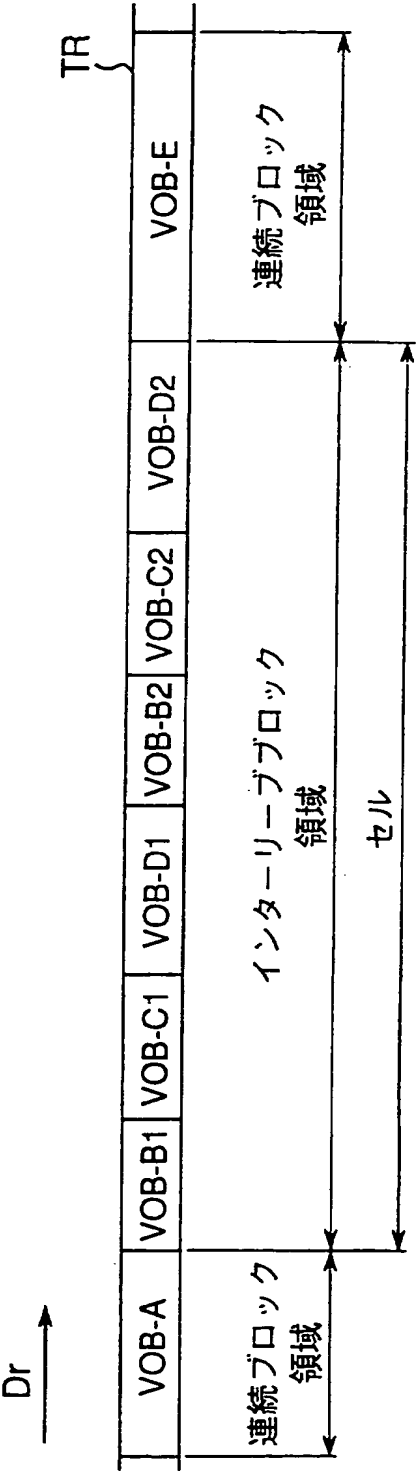 Dr
TR
VOB-A
VOB-B1
VOB-C1
VOB-D1
VOB-B2
VOB-C2
VOB-D2
VOB-E
連続ブロック
領域
インターリーブブロック
領域
連続ブロック
領域
セル